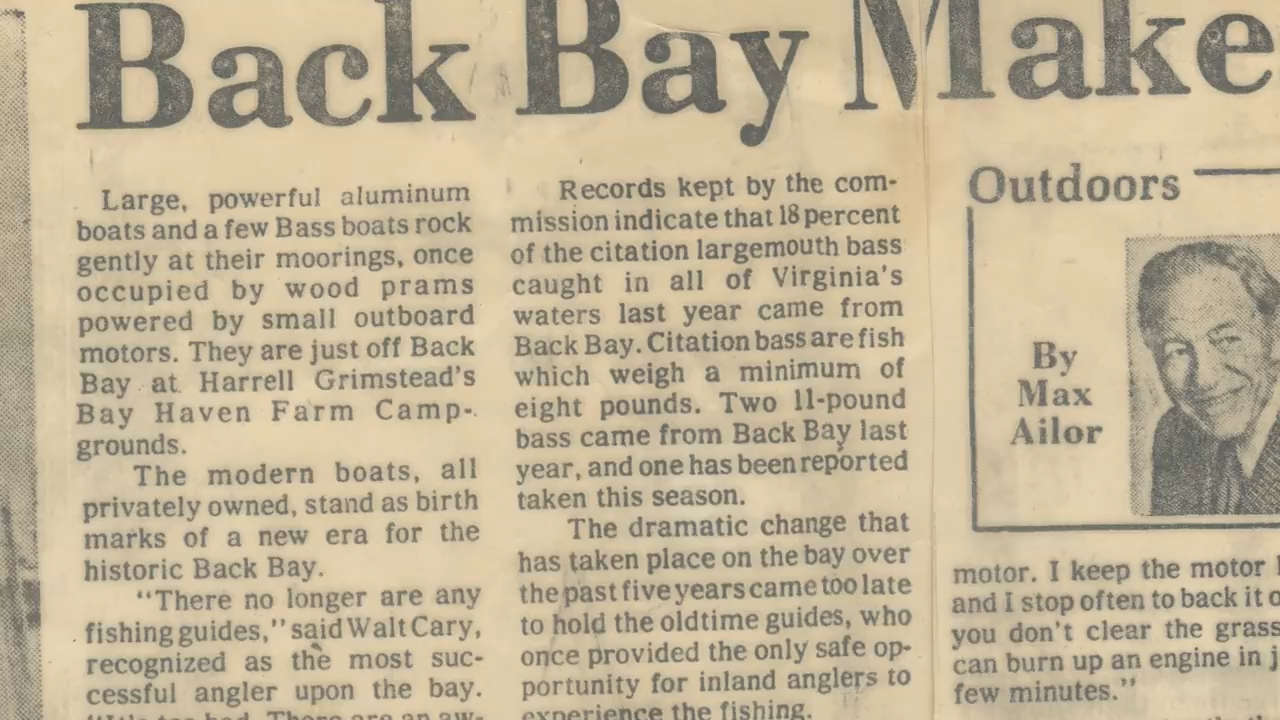 Back Bay Make
Large, powerful aluminum
boats and a few Bass boats rock
gently at their moorings, once
occupied by wood prams
powered by small outboard
motors. They are just off Back
Bay at Harrell Grimstead's
Bay Haven Farm Camp-
grounds.
The modern boats, all
privately owned, stand as birth
marks of a new era for the
historic Back Bay.
"There no longer are any
fishing guides," said Walt Cary,
recognized as the most suc-
cessful angler upon the bay.
"It's too bad. There are an aw-
Records kept by the com-
mission indicate that 18 percent
of the citation largemouth bass
caught in all of Virginia's
waters last year came from
Back Bay. Citation bass are fish
which weigh a minimum of
eight pounds. Two 11-pound
bass came from Back Bay last
year, and one has been reported
taken this season.
The dramatic change that
has taken place on the bay over
the past five years came too late
to hold the oldtime guides, who
once provided the only safe op-
portunity for inland anglers to
experience the fishing.
Outdoors
By
Max
Ailor
motor. I keep the motor
and I stop often to back it
you don't clear the grass
can burn up an engine in
few minutes."